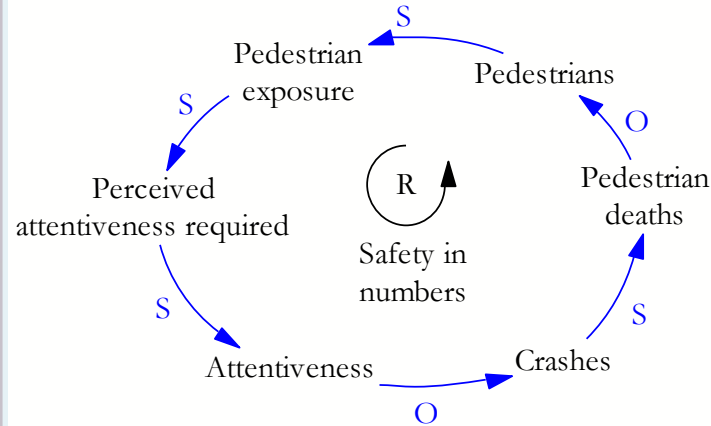 S
Pedestrian
exposure
Pedestrians
S
O
Perceived
attentiveness required
R
Pedestrian
deaths
Safety in
numbers
S
S
Attentiveness
Crashes
O